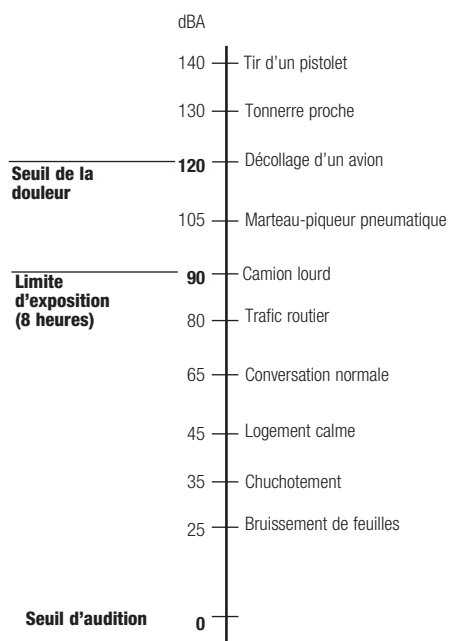 dBA
140 Tir d'un pistolet
130 Tonnerre proche
120 Décollage d'un avion
Seuil de la
douleur
105 Marteau-piqueur pneumatique
90 Camion lourd
Limite
d'exposition
(8 heures)
80 Trafic routier
65 Conversation normale
45 Logement calme
35 Chuchotement
25 Bruissement de feuilles
Seuil d'audition 0